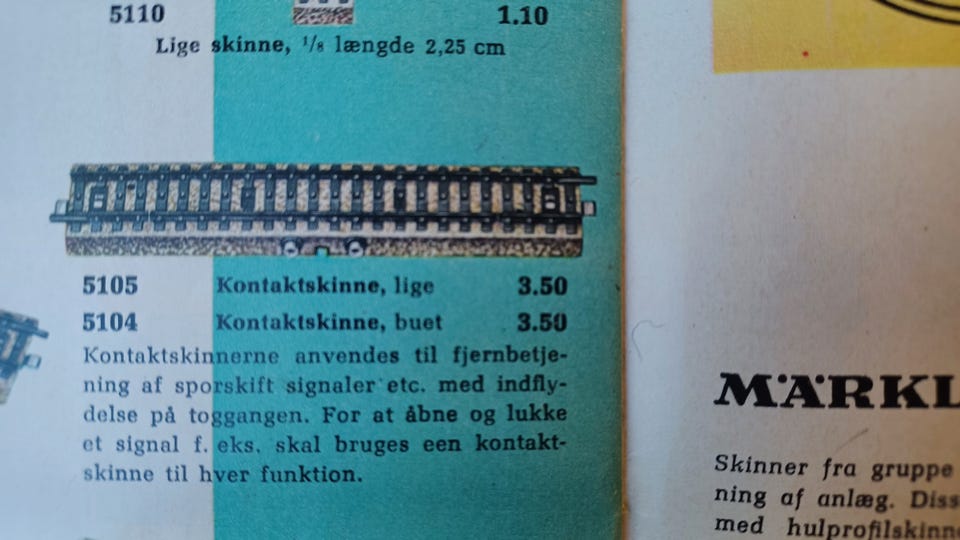 5110 1.10
Lige skinne, ⅛ længde 2,25 cm
5105 Kontaktskinne, lige 3.50
5104 Kontaktskinne, buet 3.50
Kontaktskinnerne anvendes til fjernbetje-
ning af sporskift signaler etc. med indfly-
delse på toggangen. For at åbne og lukke
et signal f. eks. skal bruges een kontakt-
skinne til hver funktion.
MÄRKL
Skinner fra gruppe
ning af anlæg. Diss
med hulprofilskinne